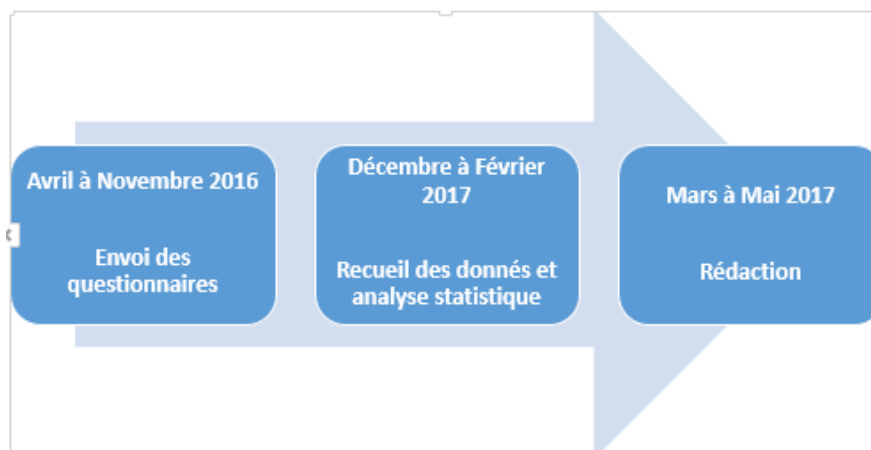 Avril à Novembre 2016
Envoi des
questionnaires
Décembre à Février
2017
Recueil des donnés et
analyse statistique
Mars à Mai 2017
Rédaction